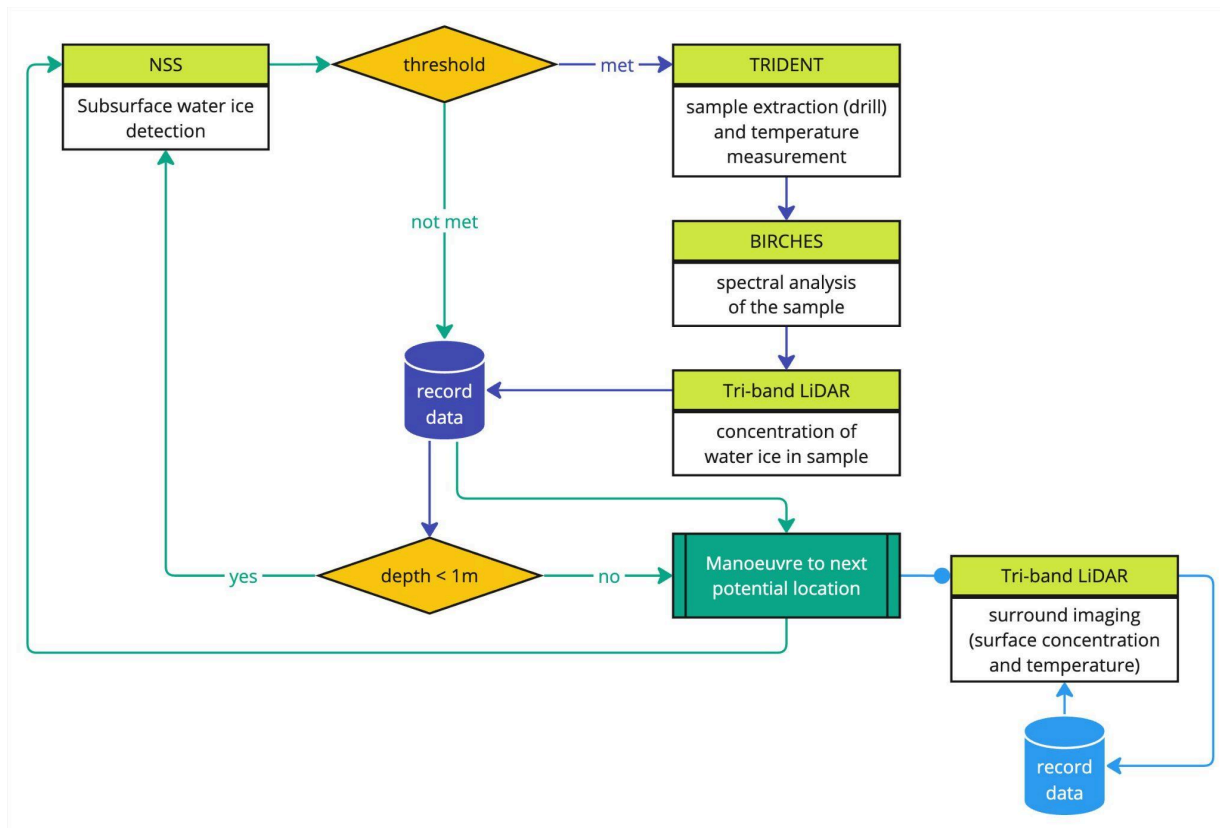 NSS
Subsurface water ice
detection
threshold
met
TRIDENT
sample extraction (drill)
and temperature
measurement
not met
BIRCHES
spectral analysis
of the sample
record
data
Tri-band LiDAR
concentration of
water ice in sample
yes
depth < 1m
no
Manoeuvre to next
potential location
Tri-band LiDAR
surround imaging
(surface concentration
and temperature)
record
data